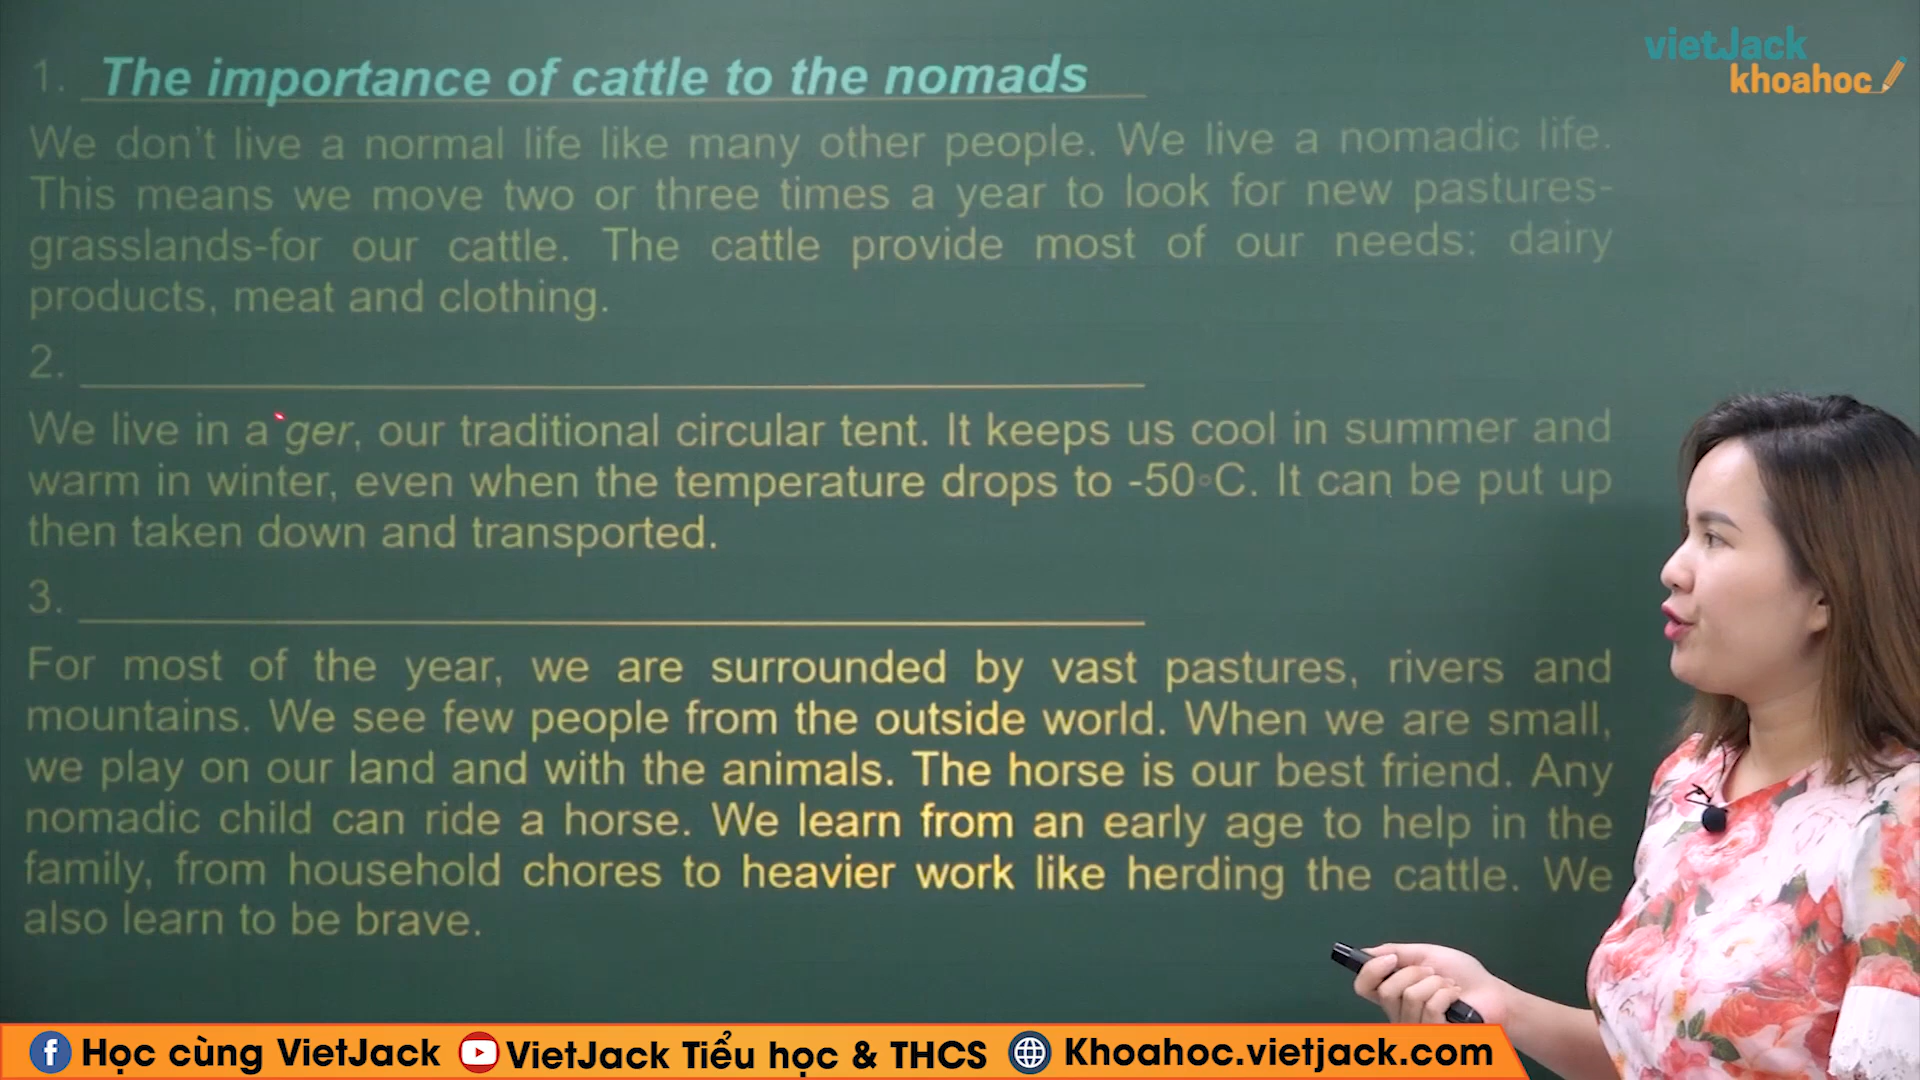 vietJack
khoahoc
1. The importance of cattle to the nomads
We don't live a normal life like many other people. We live a nomadic life.
This means we move two or three times a year to look for new pastures-
grasslands-for our cattle. The cattle provide most of our needs: dairy
products, meat and clothing.
2.
We live in a ger, our traditional circular tent. It keeps us cool in summer and
warm in winter, even when the temperature drops to -50◦C. It can be put up
then taken down and transported.
3.
For most of the year, we are surrounded by vast pastures, rivers and
mountains. We see few people from the outside world. When we are small,
we play on our land and with the animals. The horse is our best friend. Any
nomadic child can ride a horse. We learn from an early age to help in the
family, from household chores to heavier work like herding the cattle. We
also learn to be brave.
Học cùng VietJack VietJack Tiểu học & THCS Khoahoc.vietjack.com